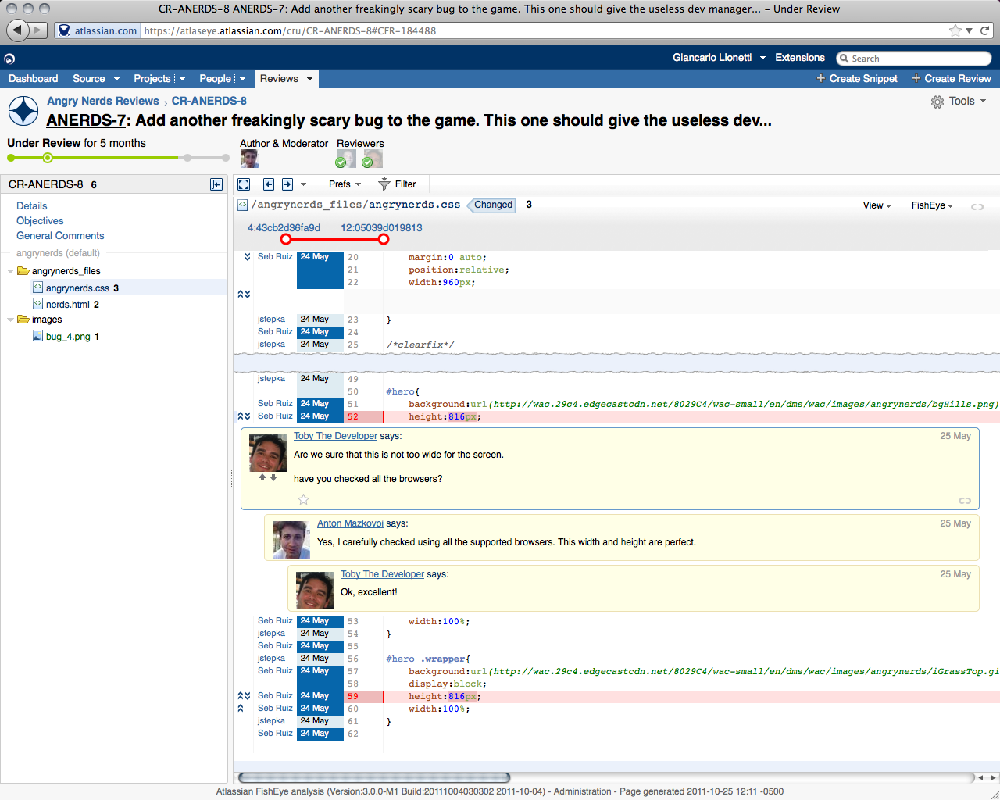 CR-ANERDS-8 ANERDS-7: Add another freakingly scary bug to the game. This one should give the useless dev manager... – Under Review
atlassian.com https://atlaseye.atlassian.com/cru/CR-ANERDS-8#CFR-184488
Giancarlo Lionetti Extensions Search
Dashboard Source Projects People Reviews + Create Snippet + Create Review
Angry Nerds Reviews › CR-ANERDS-8 Tools
ANERDS-7: Add another freakingly scary bug to the game. This one should give the useless dev...
Under Review for 5 months Author & Moderator Reviewers
CR-ANERDS-8 6 Prefs Filter
Details
Objectives
General Comments
angrynerds (default)
angrynerds_files
angrynerds.css 3
nerds.html 2
images
bug_4.png 1
/angrynerds_files/angrynerds.css Changed 3 View FishEye
4:43cb2d36fa9d 12:05039d019813
Seb Ruiz 24 May 20 margin:0 auto;
21 position:relative;
22 width:960px;
jstepka 24 May 23 }
Seb Ruiz 24 May 24
jstepka 24 May 25 /*clearfix*/
jstepka 24 May 49
50 #hero{
Seb Ruiz 24 May 51 background:url(http://wac.29c4.edgecastcdn.net/8029C4/wac-small/en/dms/wac/images/angrynerds/bgHills.png)
Seb Ruiz 24 May 52 height:816px;
Toby The Developer says: 25 May
Are we sure that this is not too wide for the screen.
have you checked all the browsers?
Anton Mazkovoi says: 25 May
Yes, I carefully checked using all the supported browsers. This width and height are perfect.
Toby The Developer says: 25 May
Ok, excellent!
Seb Ruiz 24 May 53 width:100%;
jstepka 24 May 54 }
Seb Ruiz 24 May 55
jstepka 24 May 56 #hero .wrapper{
Seb Ruiz 24 May 57 background:url(http://wac.29c4.edgecastcdn.net/8029C4/wac-small/en/dms/wac/images/angrynerds/iGrassTop.gi
58 display:block;
Seb Ruiz 24 May 59 height:816px;
Seb Ruiz 24 May 60 width:100%;
jstepka 24 May 61 }
Seb Ruiz 24 May 62
Atlassian FishEye analysis (Version:3.0.0-M1 Build:20111004030302 2011-10-04) - Administration - Page generated 2011-10-25 12:11 -0500